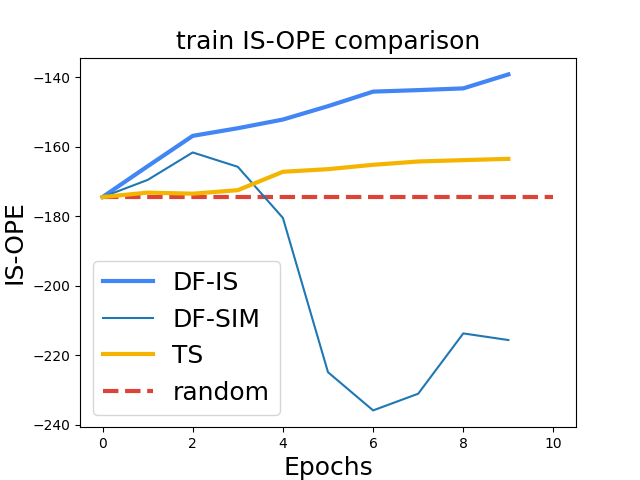 train IS-OPE comparison
IS-OPE
−140
−160
−180
−200
−220
−240
DF-IS
DF-SIM
TS
random
0 2 4 6 8 10
Epochs